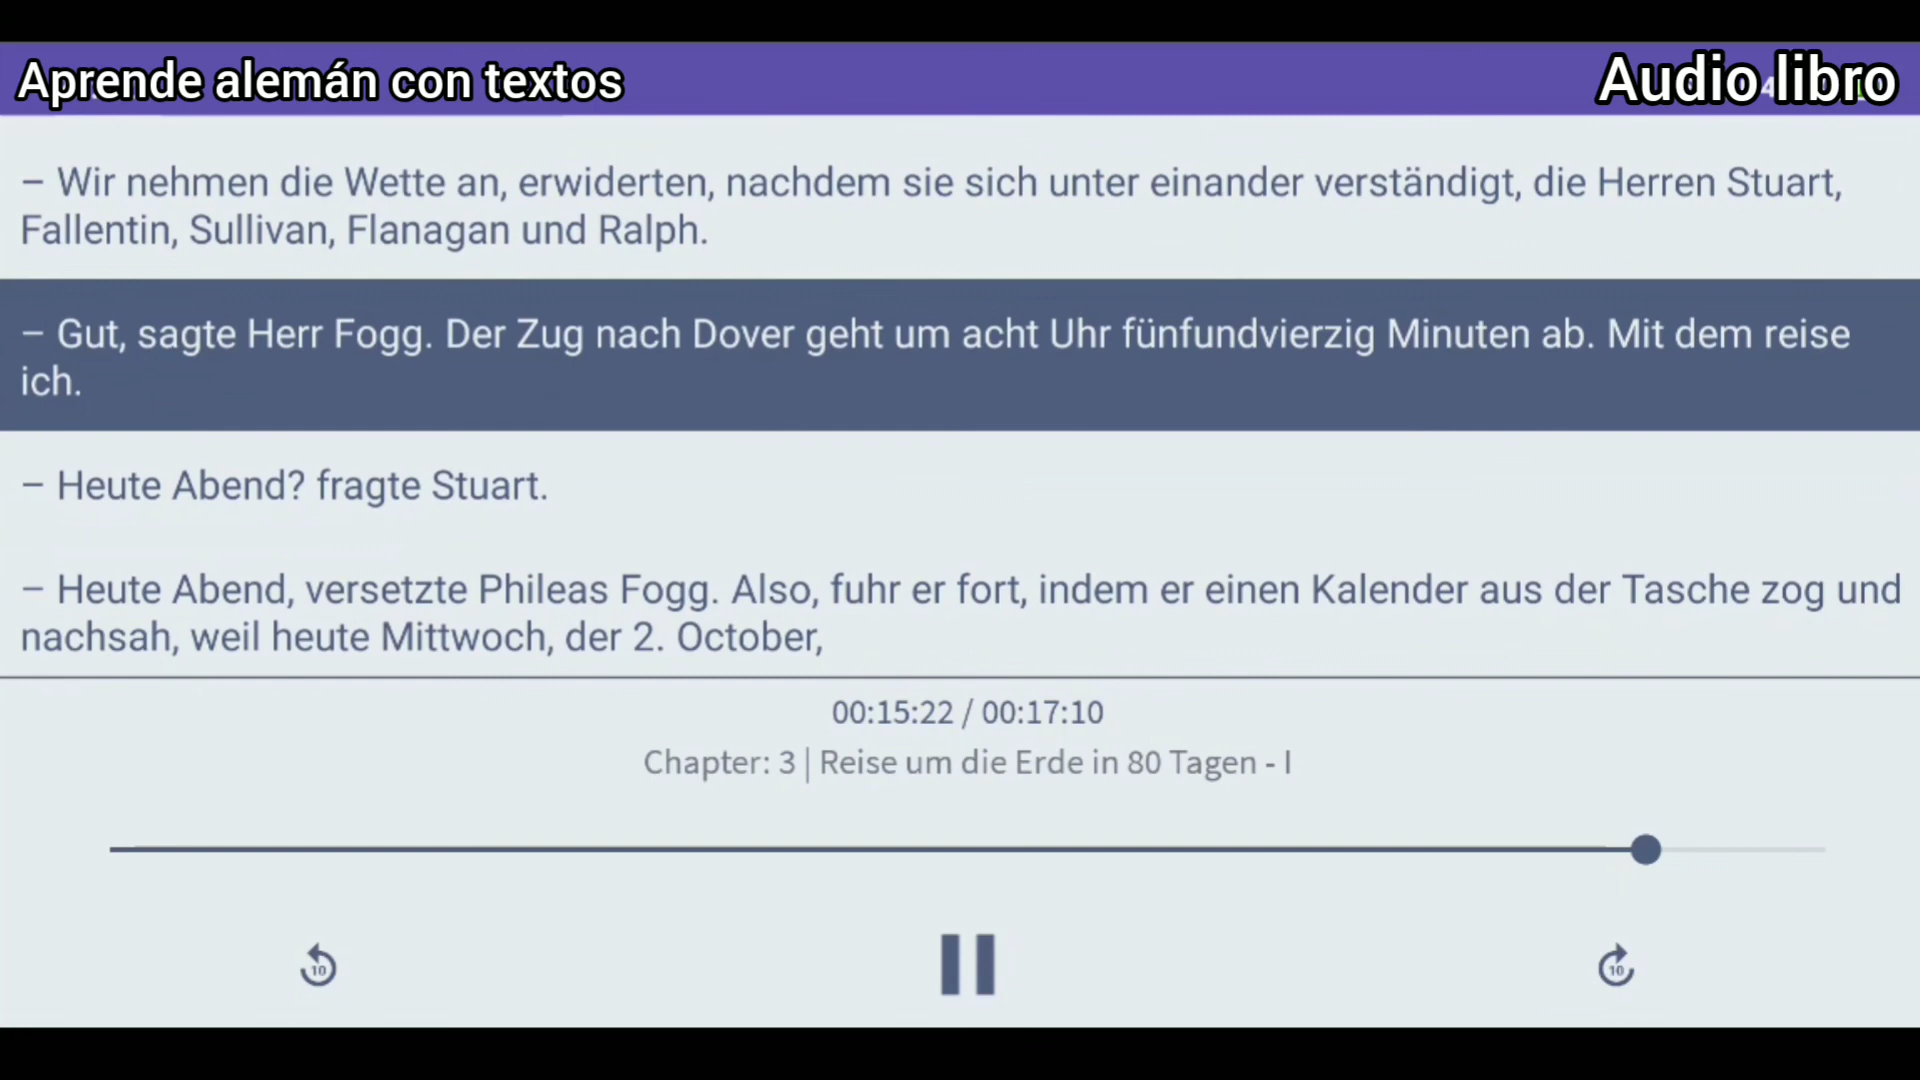 Aprende alemán con textos
Audio libro
– Wir nehmen die Wette an, erwiderten, nachdem sie sich unter einander verständigt, die Herren Stuart,
Fallentin, Sullivan, Flanagan und Ralph.
– Gut, sagte Herr Fogg. Der Zug nach Dover geht um acht Uhr fünfundvierzig Minuten ab. Mit dem reise
ich.
– Heute Abend? fragte Stuart.
– Heute Abend, versetzte Phileas Fogg. Also, fuhr er fort, indem er einen Kalender aus der Tasche zog und
nachsah, weil heute Mittwoch, der 2. October,
00:15:22 / 00:17:10
Chapter: 3 | Reise um die Erde in 80 Tagen - I
10
10